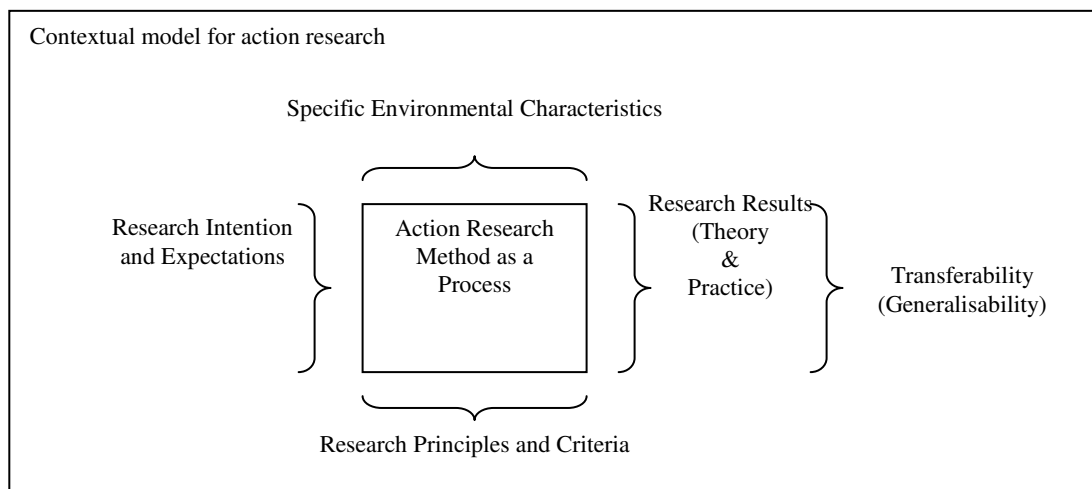 Contextual model for action research
Specific Environmental Characteristics
Research Intention
and Expectations
Action Research
Method as a
Process
Research Results
(Theory
&
Practice)
Transferability
(Generalisability)
Research Principles and Criteria